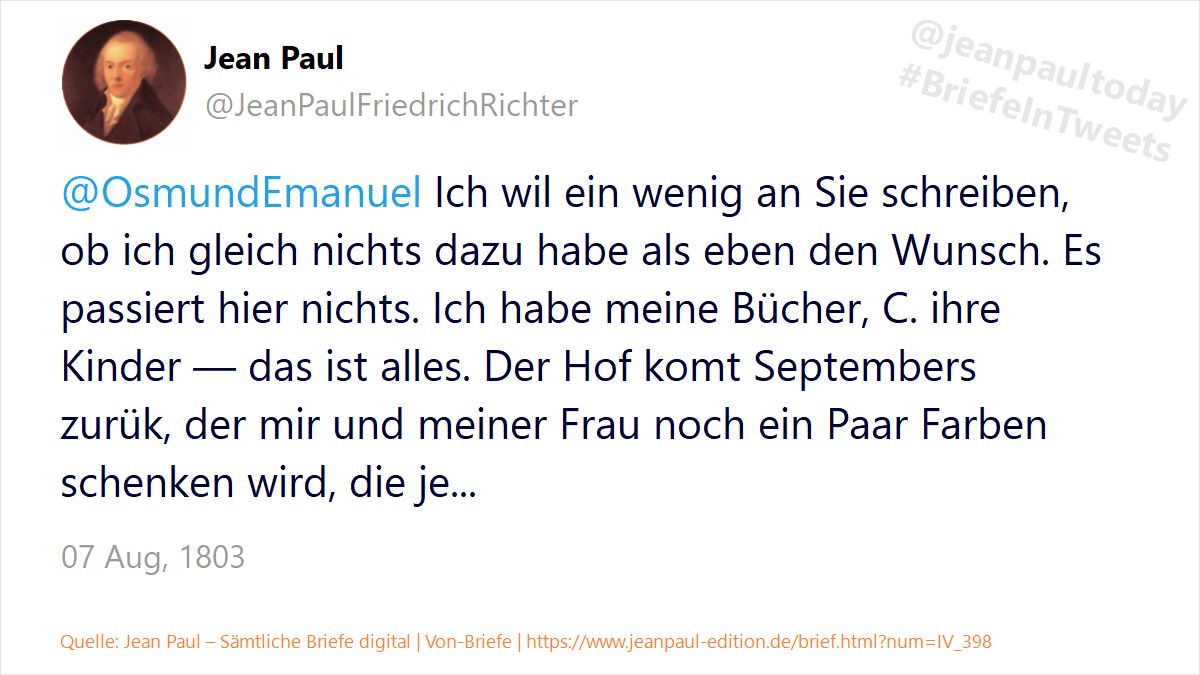 Jean Paul
@JeanPaulFriedrichRichter
@jeanpaultoday
#BriefeInTweets
@OsmundEmanuel Ich wil ein wenig an Sie schreiben,
ob ich gleich nichts dazu habe als eben den Wunsch. Es
passiert hier nichts. Ich habe meine Bücher, C. ihre
Kinder — das ist alles. Der Hof komt Septembers
zurük, der mir und meiner Frau noch ein Paar Farben
schenken wird, die je...
07 Aug, 1803
Quelle: Jean Paul – Sämtliche Briefe digital | Von-Briefe | https://www.jeanpaul-edition.de/brief.html?num=IV_398